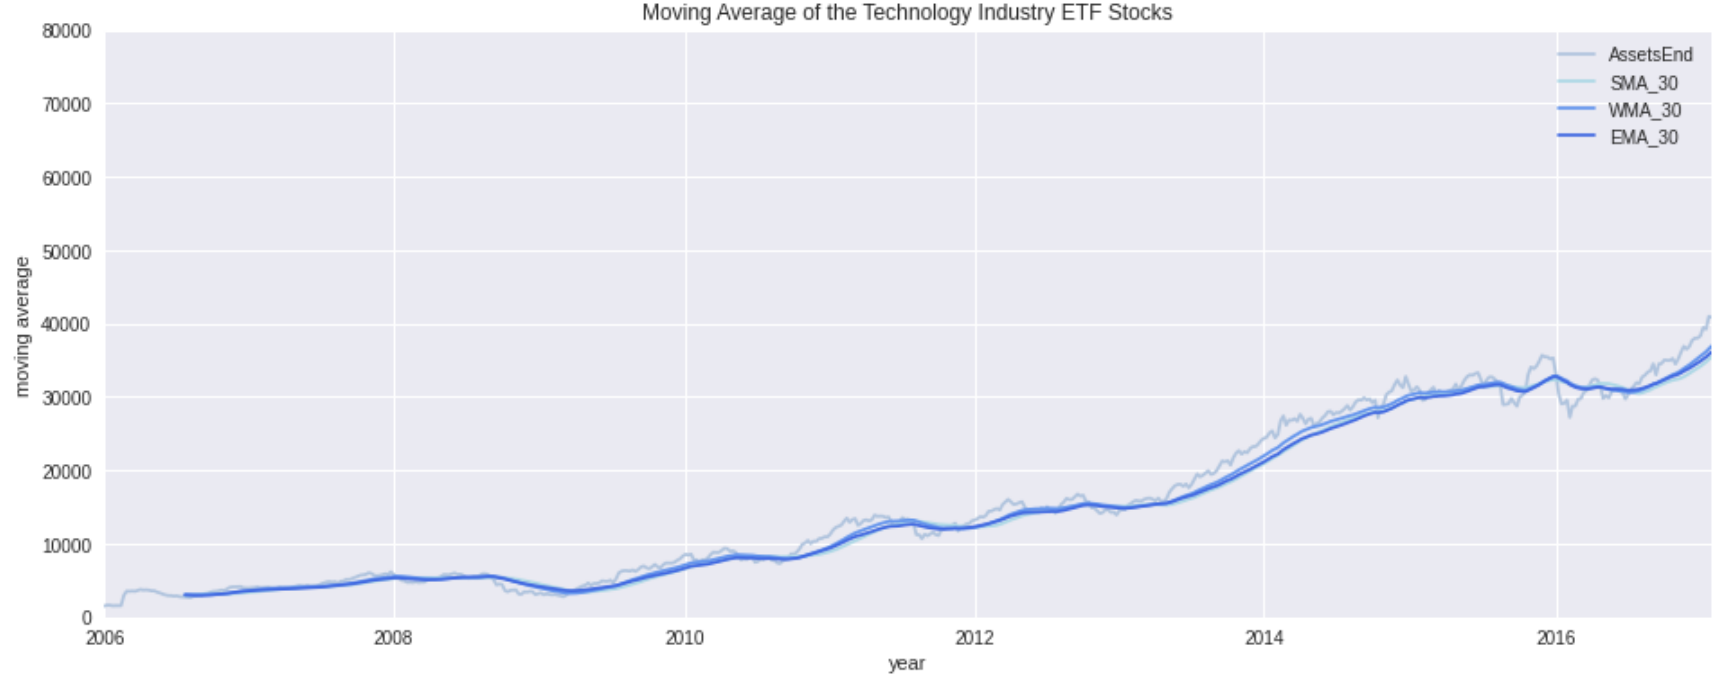 Moving Average of the Technology Industry ETF Stocks
80000
70000
60000
50000
40000
30000
20000
10000
0
moving average
AssetsEnd
SMA_30
WMA_30
EMA_30
2006 2008 2010 2012 2014 2016
year